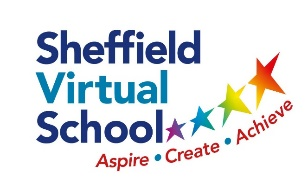 Sheffield
Virtual
School
Aspire • Create • Achieve